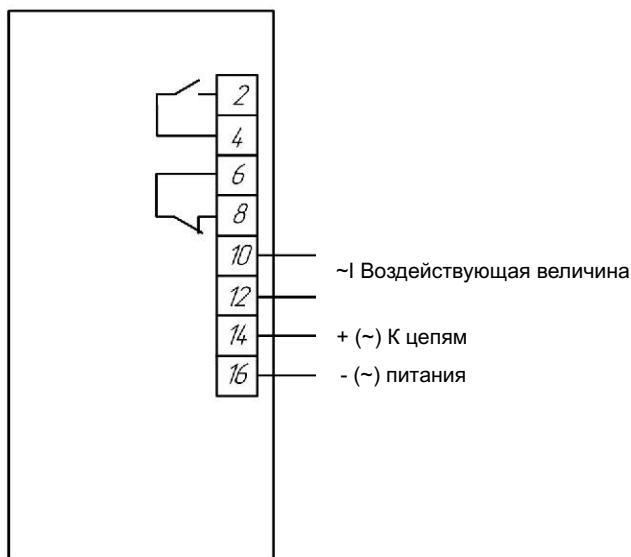 2
4
6
8
10
~I Воздействующая величина
12
14
+ (~) К цепям
16
- (~) питания